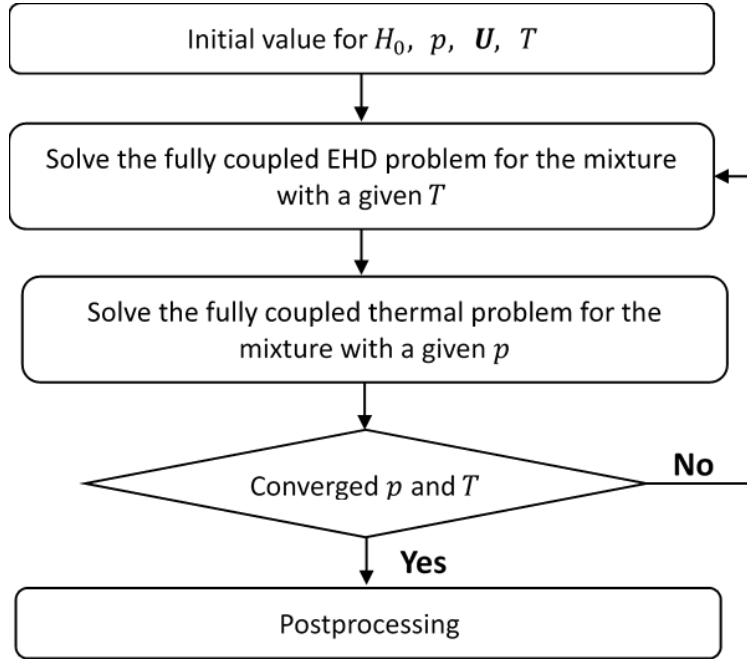 Initial value for H₀, p, U, T
Solve the fully coupled EHD problem for the mixture
with a given T
Solve the fully coupled thermal problem for the
mixture with a given p
Converged p and T
No
Yes
Postprocessing